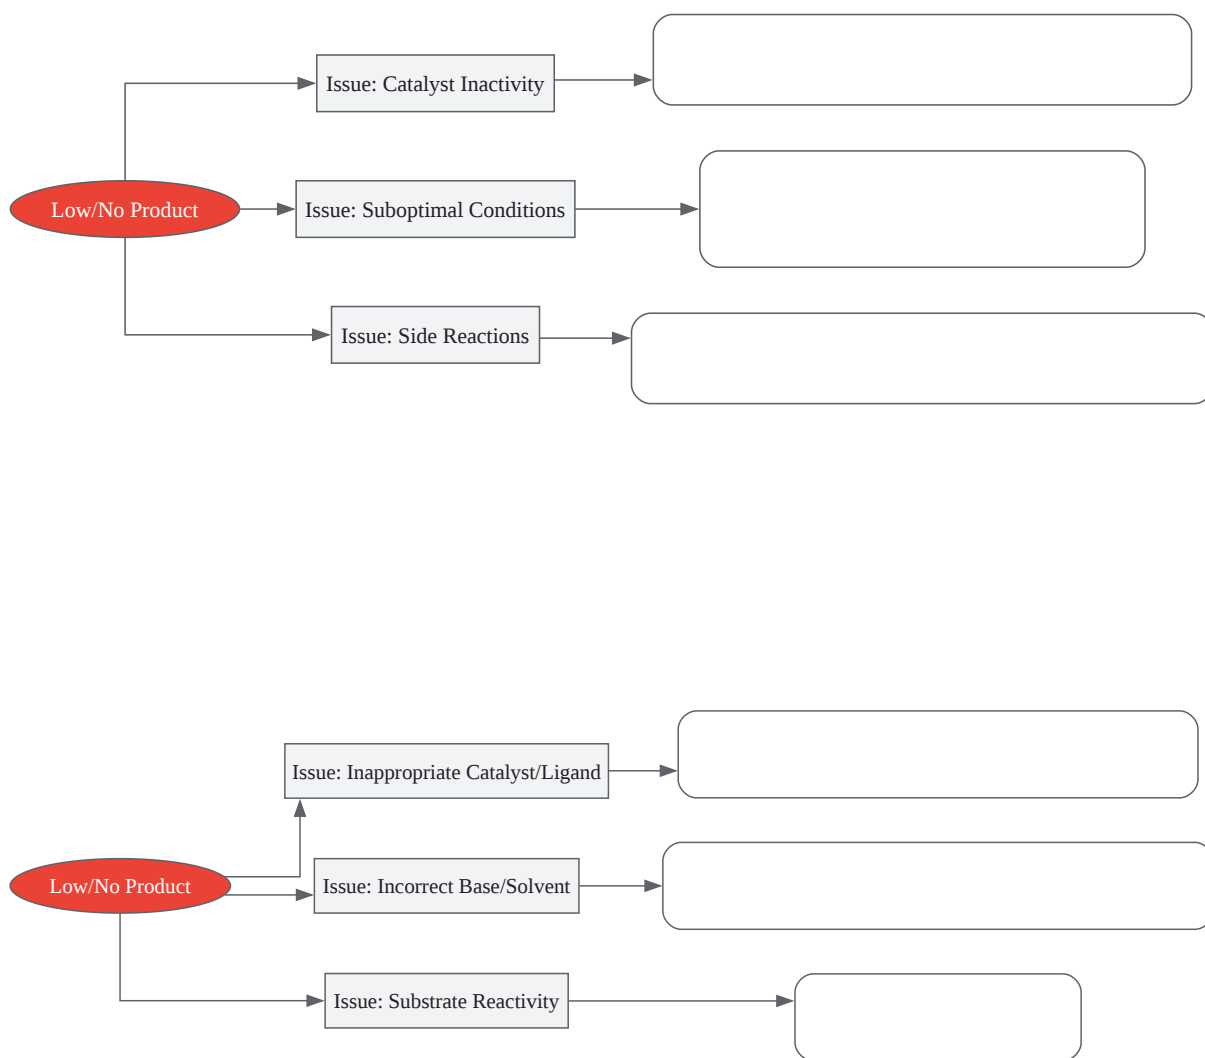 Issue: Catalyst Inactivity
Low/No Product
Issue: Suboptimal Conditions
Issue: Side Reactions
Issue: Inappropriate Catalyst/Ligand
Low/No Product
Issue: Incorrect Base/Solvent
Issue: Substrate Reactivity